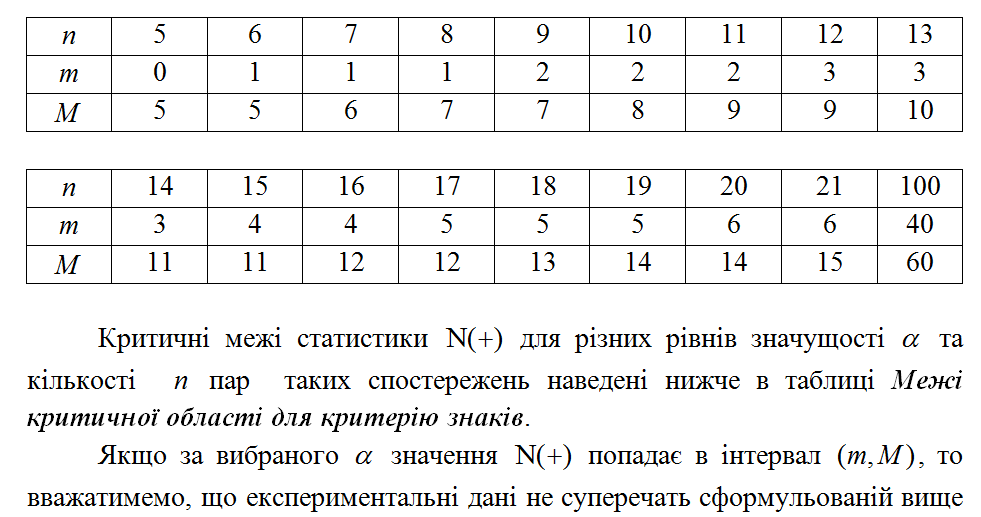 n 5 6 7 8 9 10 11 12 13
m 0 1 1 1 2 2 2 3 3
M 5 5 6 7 7 8 9 9 10
n 14 15 16 17 18 19 20 21 100
m 3 4 4 5 5 5 6 6 40
M 11 11 12 12 13 14 14 15 60
Критичні межі статистики N(+) для різних рівнів значущості α та
кількості n пар таких спостережень наведені нижче в таблиці Межі
критичної області для критерію знаків.
Якщо за вибраного α значення N(+) попадає в інтервал (m, M), то
вважатимемо, що експериментальні дані не суперечать сформульованій вище